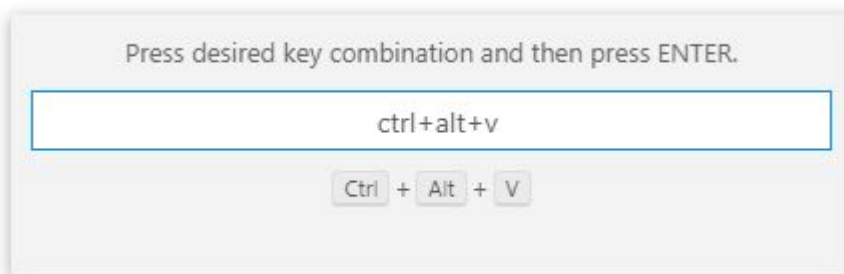 Press desired key combination and then press ENTER.
ctrl+alt+v
Ctrl + Alt + V